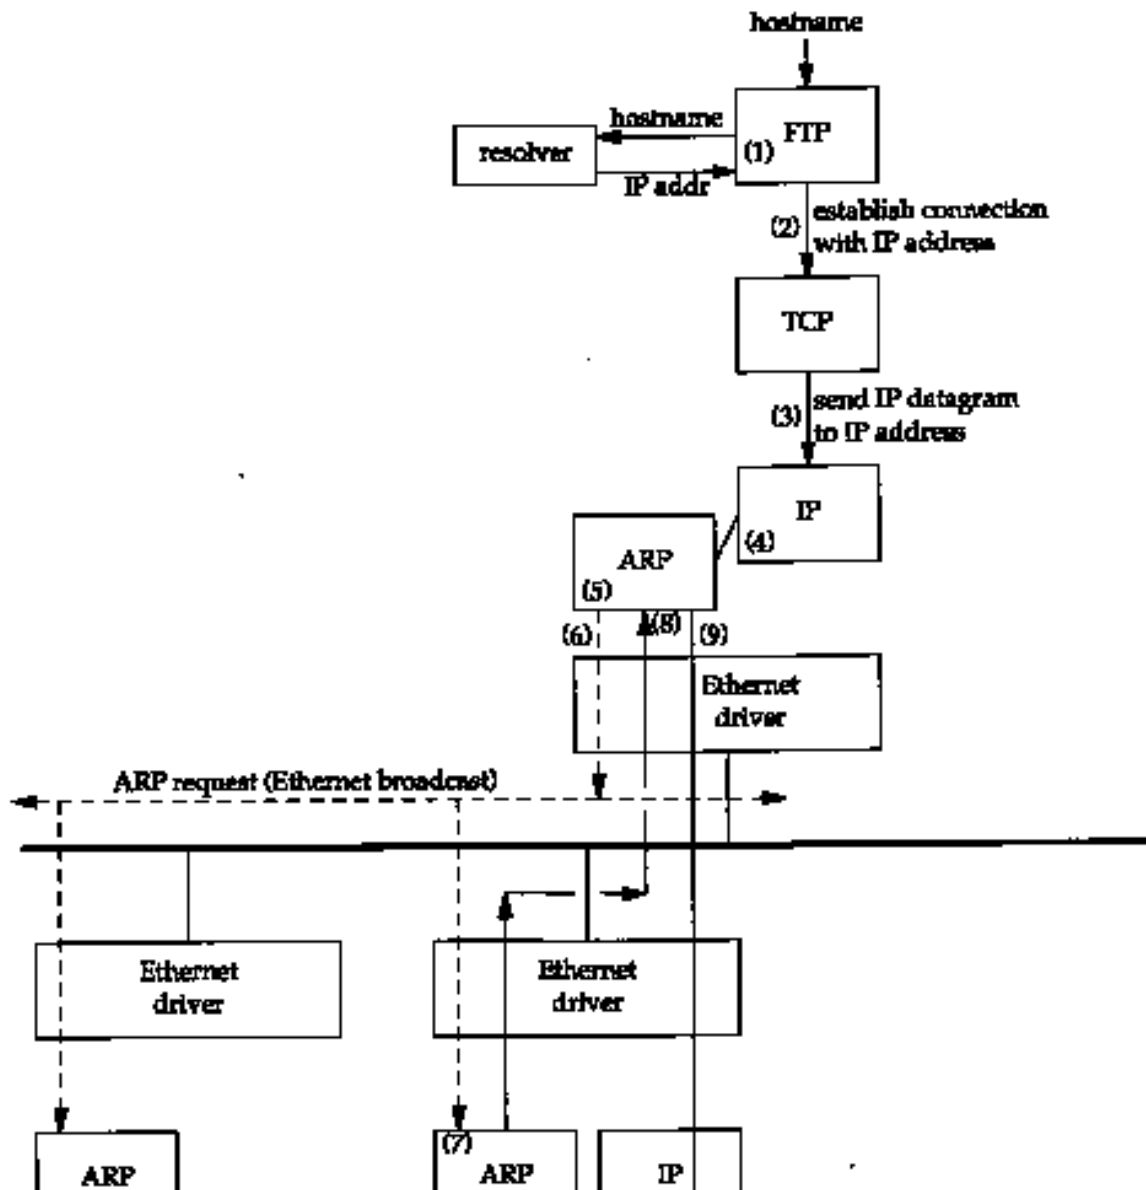 hostname
hostname
resolver
(1)
FTP
IP addr
(2)
establish connection
with IP address
TCP
(3)
send IP datagram
to IP address
IP
(4)
ARP
(5)
(6)
(8)
(9)
Ethernet
driver
ARP request (Ethernet broadcast)
Ethernet
driver
Ethernet
driver
(7)
ARP
ARP
IP